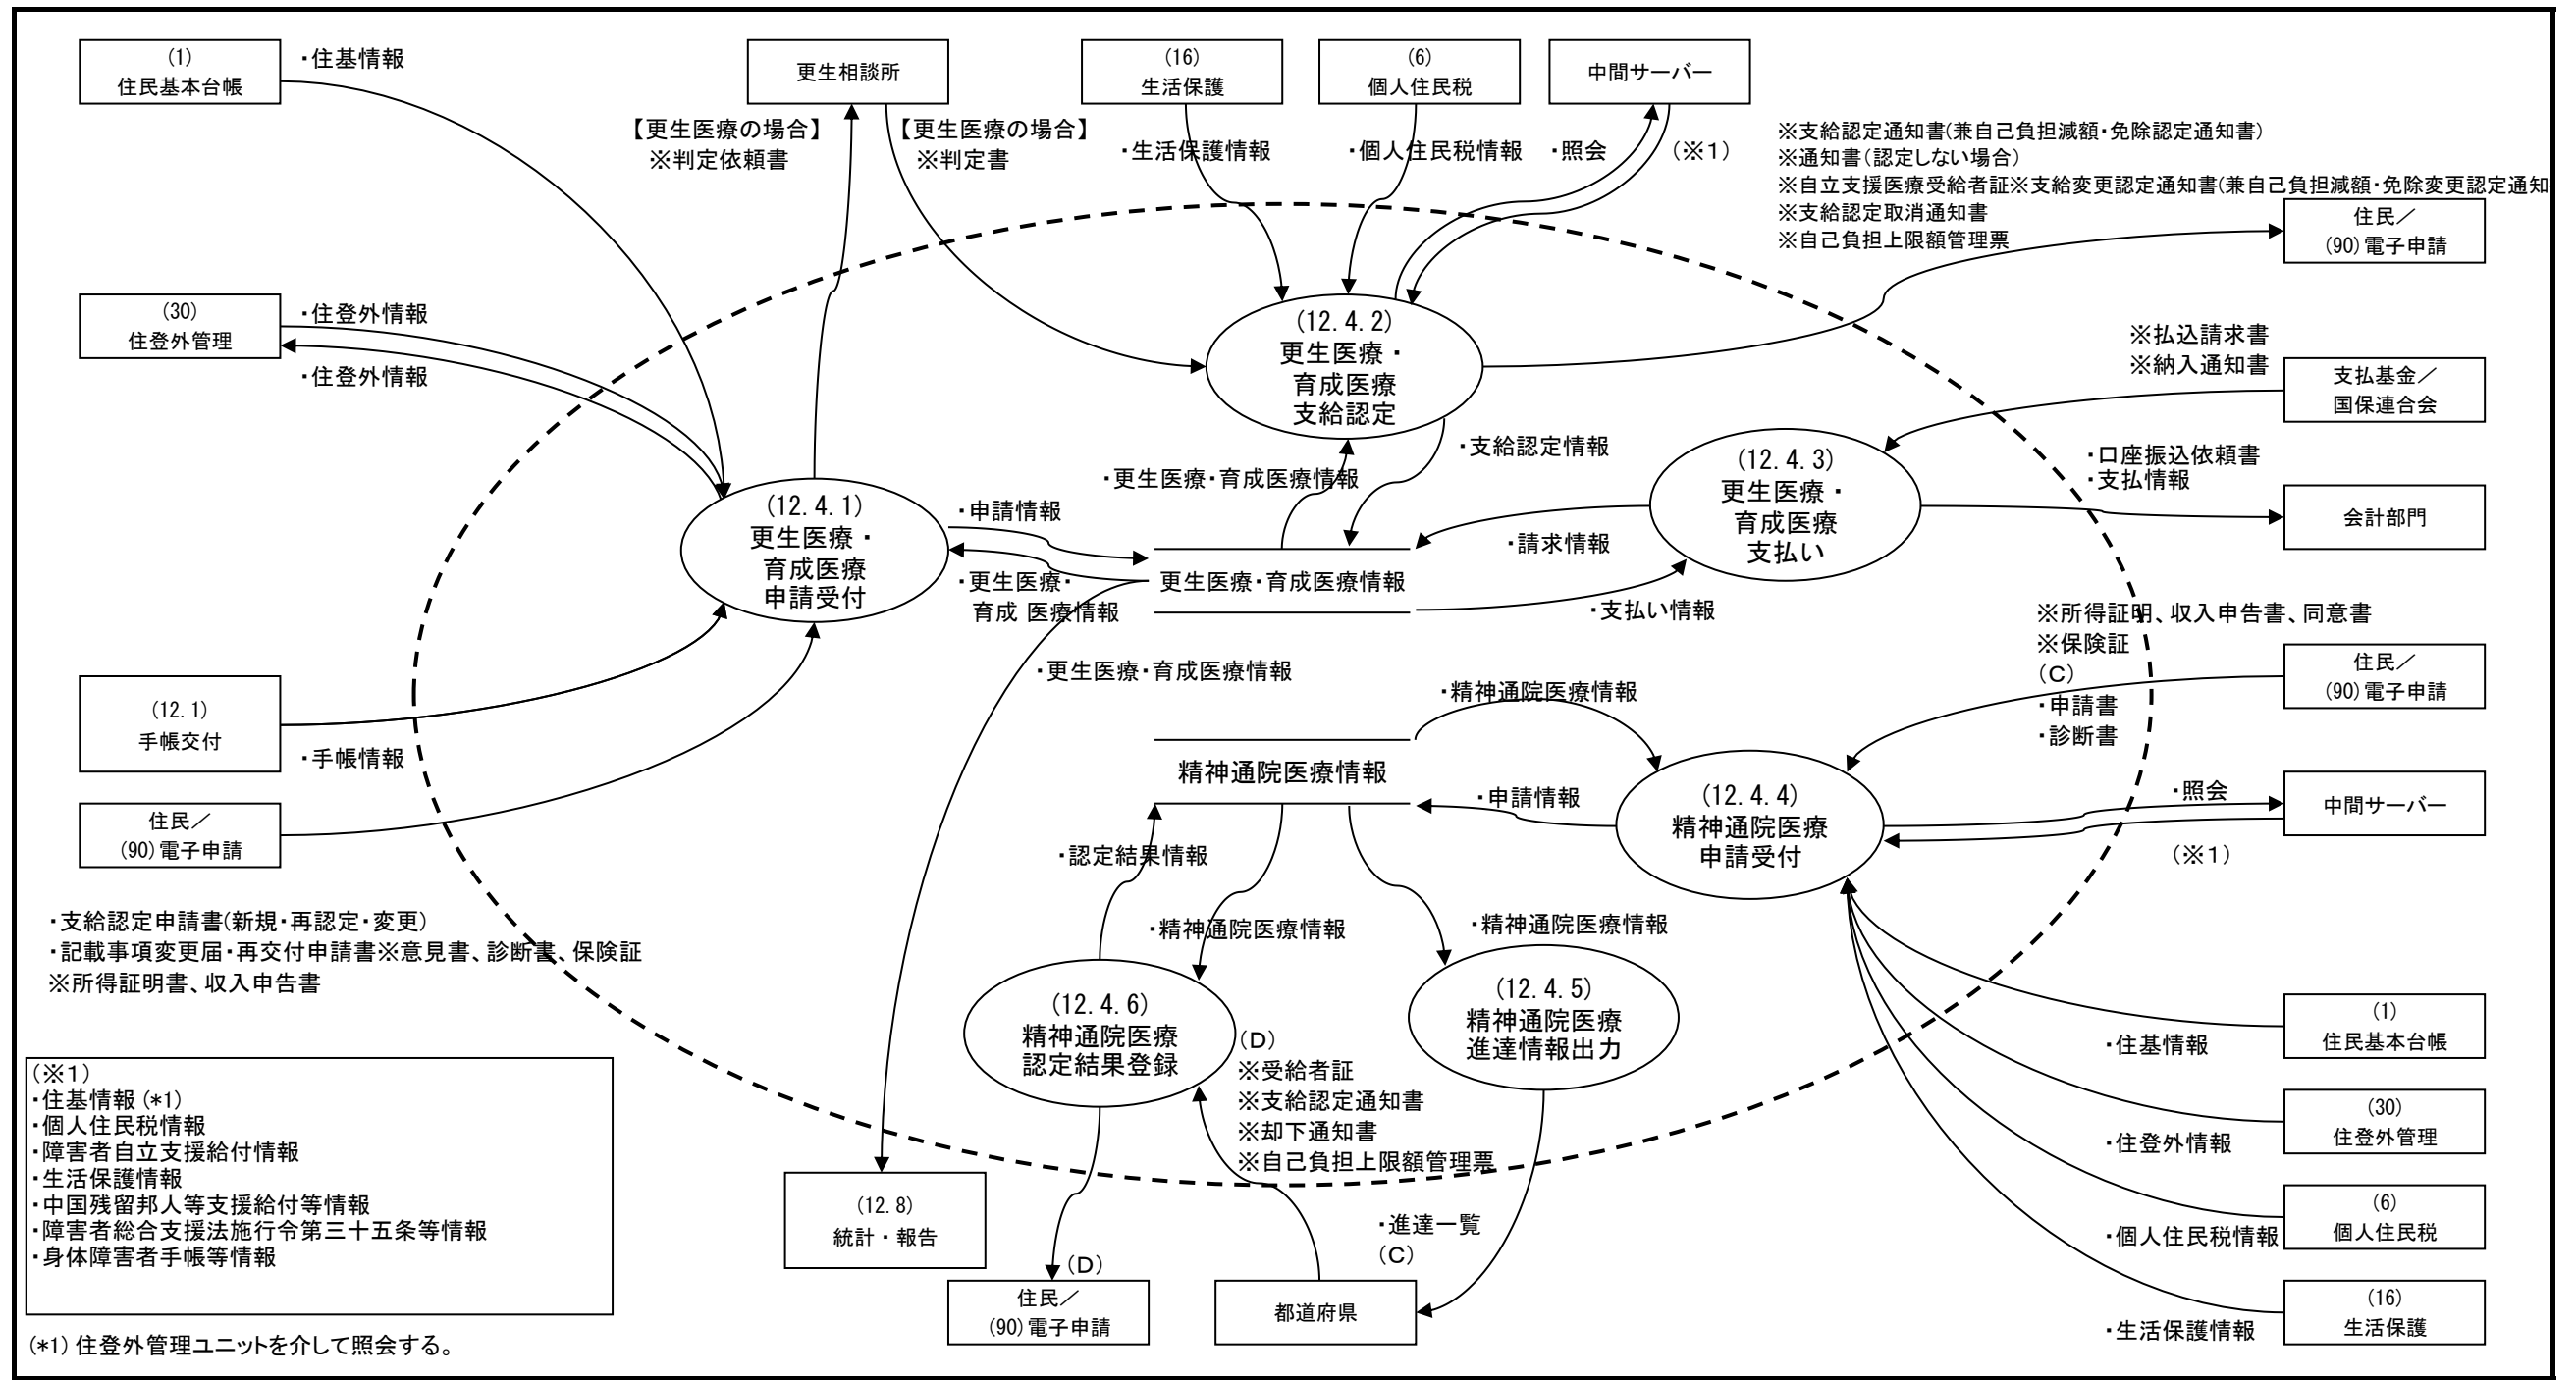 (1)
住民基本台帳
・住基情報
更生相談所
(16)
生活保護
(6)
個人住民税
中間サーバー
【更生医療の場合】
※判定依頼書
【更生医療の場合】
※判定書
・生活保護情報
・個人住民税情報
・照会
(※1)
※支給認定通知書(兼自己負担減額・免除認定通知書)
※通知書(認定しない場合)
※自立支援医療受給者証※支給変更認定通知書(兼自己負担減額・免除変更認定通知
※支給認定取消通知書
※自己負担上限額管理票
住民／
(90)電子申請
(30)
住登外管理
・住登外情報
・住登外情報
(12.4.2)
更生医療・
育成医療
支給認定
※払込請求書
※納入通知書
支払基金／
国保連合会
・支給認定情報
・更生医療・育成医療情報
(12.4.3)
更生医療・
育成医療
支払い
・口座振込依頼書
・支払情報
会計部門
(12.4.1)
更生医療・
育成医療
申請受付
・申請情報
・更生医療・
育成 医療情報
更生医療・育成医療情報
・請求情報
・支払い情報
※所得証明、収入申告書、同意書
※保険証
(C)
・申請書
・診断書
住民／
(90)電子申請
・更生医療・育成医療情報
・精神通院医療情報
(12.1)
手帳交付
・手帳情報
精神通院医療情報
・申請情報
(12.4.4)
精神通院医療
申請受付
・照会
中間サーバー
(※1)
住民／
(90)電子申請
・認定結果情報
・精神通院医療情報
・精神通院医療情報
・支給認定申請書(新規・再認定・変更)
・記載事項変更届・再交付申請書※意見書、診断書、保険証
※所得証明書、収入申告書
(12.4.6)
精神通院医療
認定結果登録
(12.4.5)
精神通院医療
進達情報出力
(D)
※受給者証
※支給認定通知書
※却下通知書
※自己負担上限額管理票
(1)
住民基本台帳
・住基情報
(30)
住登外管理
・住登外情報
(6)
個人住民税
・個人住民税情報
(16)
生活保護
・生活保護情報
(※1)
・住基情報(*1)
・個人住民税情報
・障害者自立支援給付情報
・生活保護情報
・中国残留邦人等支援給付等情報
・障害者総合支援法施行令第三十五条等情報
・身体障害者手帳等情報
(12.8)
統計・報告
・進達一覧
(C)
(D)
住民／
(90)電子申請
都道府県
(*1)住登外管理ユニットを介して照会する。